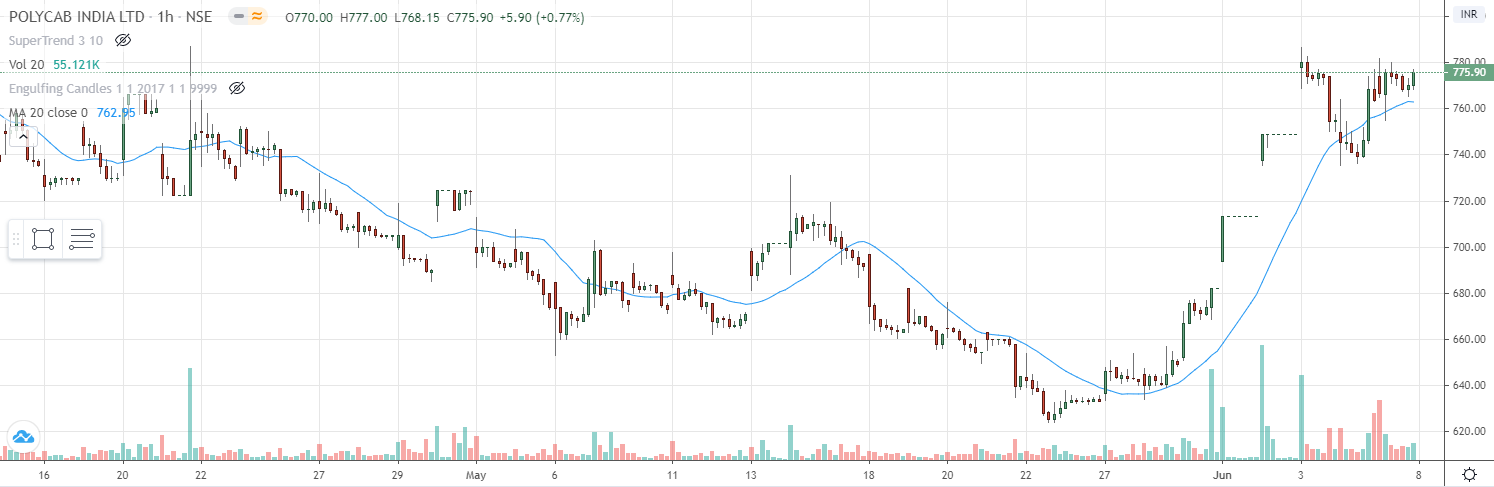 POLYCAB INDIA LTD · 1h · NSE O770.00 H777.00 L768.15 C775.90 +5.90 (+0.77%)
INR
SuperTrend 3 10
Vol 20 55.121K
Engulfing Candles 1 1 2017 1 1 9999
MA 20 close 0 762.95
780.00
775.90
760.00
740.00
720.00
700.00
680.00
660.00
640.00
620.00
16 20 22 27 29 May 6 11 13 18 20 22 27 Jun 3 8